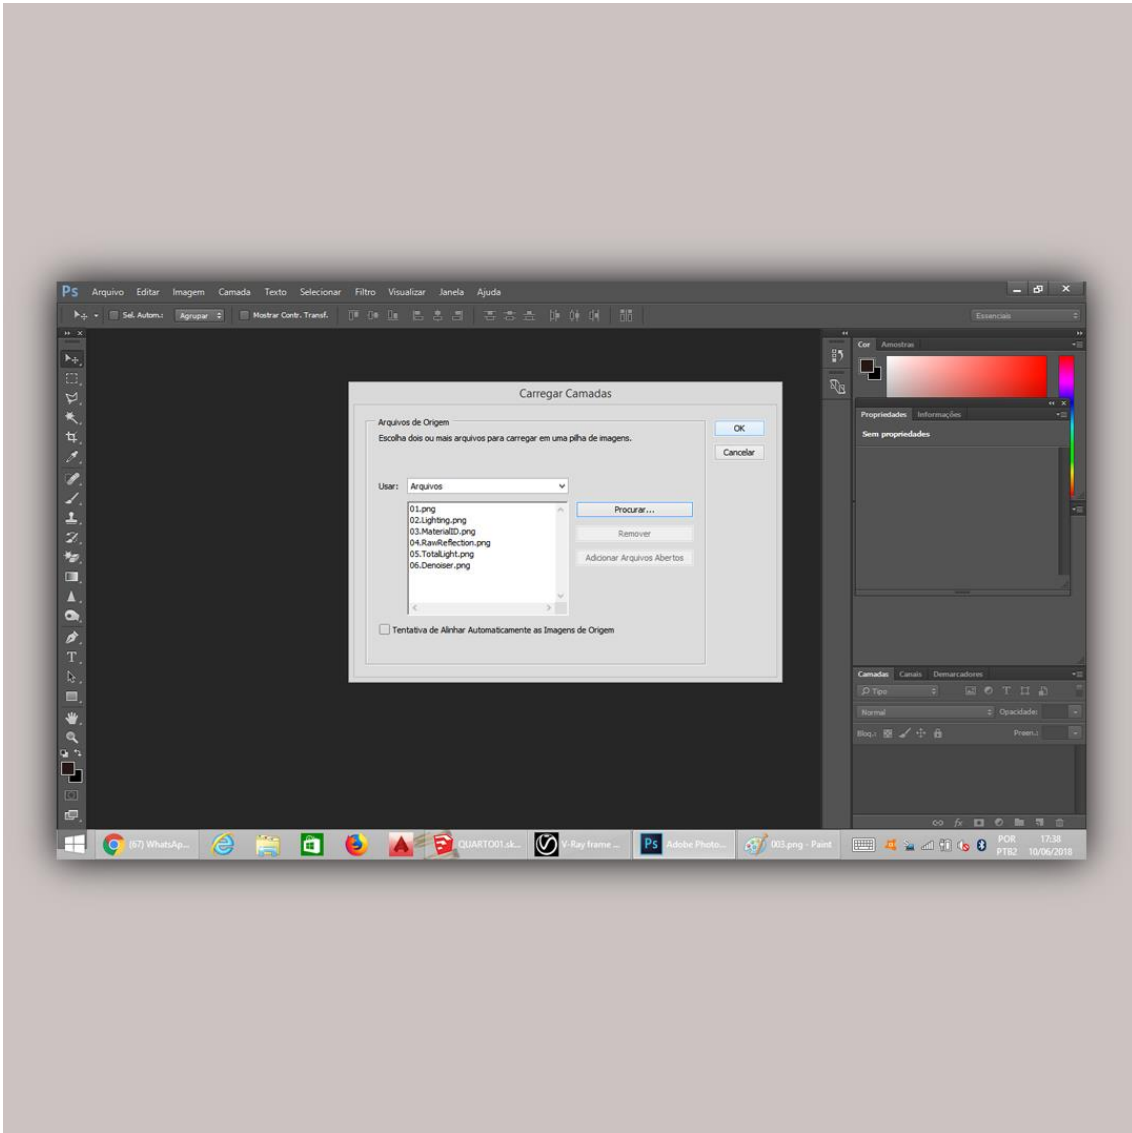 Ps Arquivo Editar Imagem Camada Texto Selecionar Filtro Visualizar Janela Ajuda
Sel. Autom.: Agrupar Mostrar Contr. Transf. Essenciais
Cor Amostras
Carregar Camadas
Propriedades Informações
Sem propriedades
Arquivos de Origem
Escolha dois ou mais arquivos para carregar em uma pilha de imagens.
OK
Cancelar
Usar: Arquivos
01.png
02.Lighting.png
03.MaterialID.png
04.RawReflection.png
05.TotalLight.png
06.Denoiser.png
Procurar...
Remover
Adicionar Arquivos Abertos
Tentativa de Alinhar Automaticamente as Imagens de Origem
Camadas Canais Demarcadores
Tipo
Normal Opacidade:
Bloq.: Preen.:
(67) WhatsAp... QUARTO01.sk... V-Ray frame ... Ps Adobe Photo... 003.png - Paint
POR 17:38
PTB2 10/06/2018